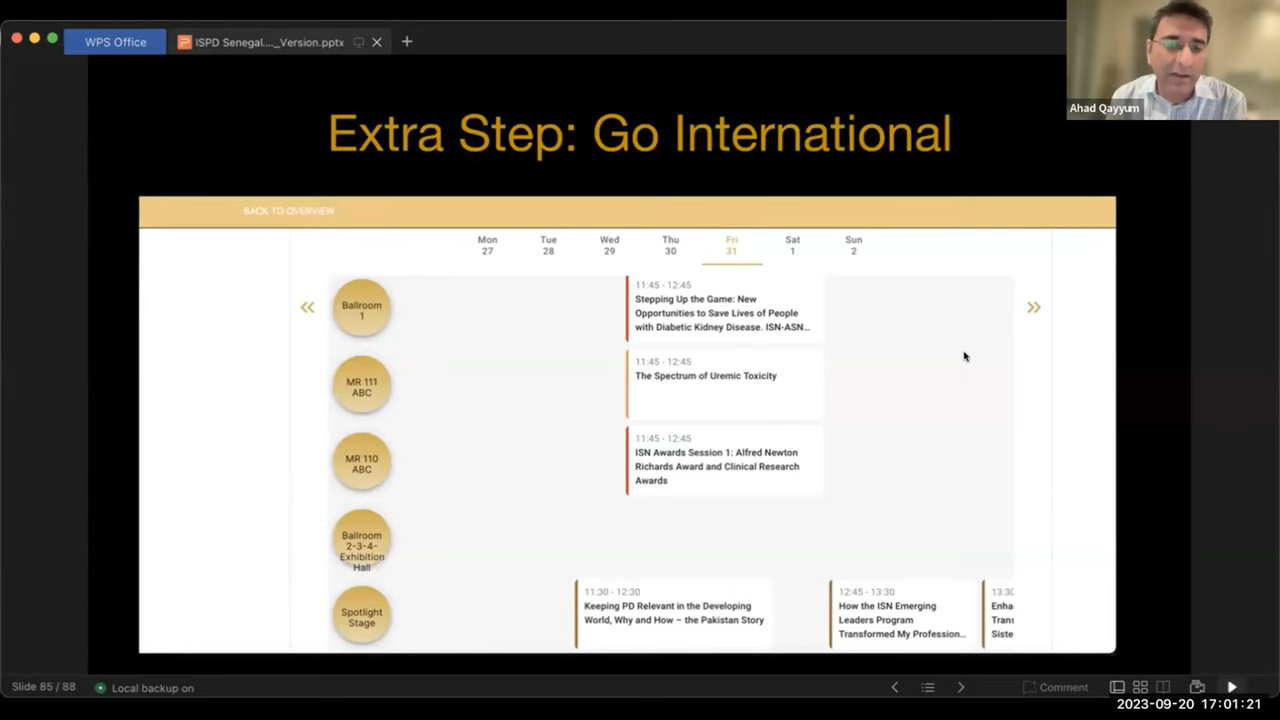 WPS Office
ISPD Senegal...._Version.pptx
Ahad Qayyum
Extra Step: Go International
BACK TO OVERVIEW
Mon Tue Wed Thu Fri Sat Sun
27 28 29 30 31 1 2
Ballroom
1
11:45 - 12:45
Stepping Up the Game: New
Opportunities to Save Lives of People
with Diabetic Kidney Disease. ISN-ASN...
MR 111
ABC
11:45 - 12:45
The Spectrum of Uremic Toxicity
MR 110
ABC
11:45 - 12:45
ISN Awards Session 1: Alfred Newton
Richards Award and Clinical Research
Awards
Ballroom
2-3-4-
Exhibition
Hall
Spotlight
Stage
11:30 - 12:30
Keeping PD Relevant in the Developing
World, Why and How – the Pakistan Story
12:45 - 13:30
How the ISN Emerging
Leaders Program
Transformed My Profession...
13:30
Enha
Trans
Siste
Slide 85 / 88
Local backup on
Comment
2023-09-20 17:01:21